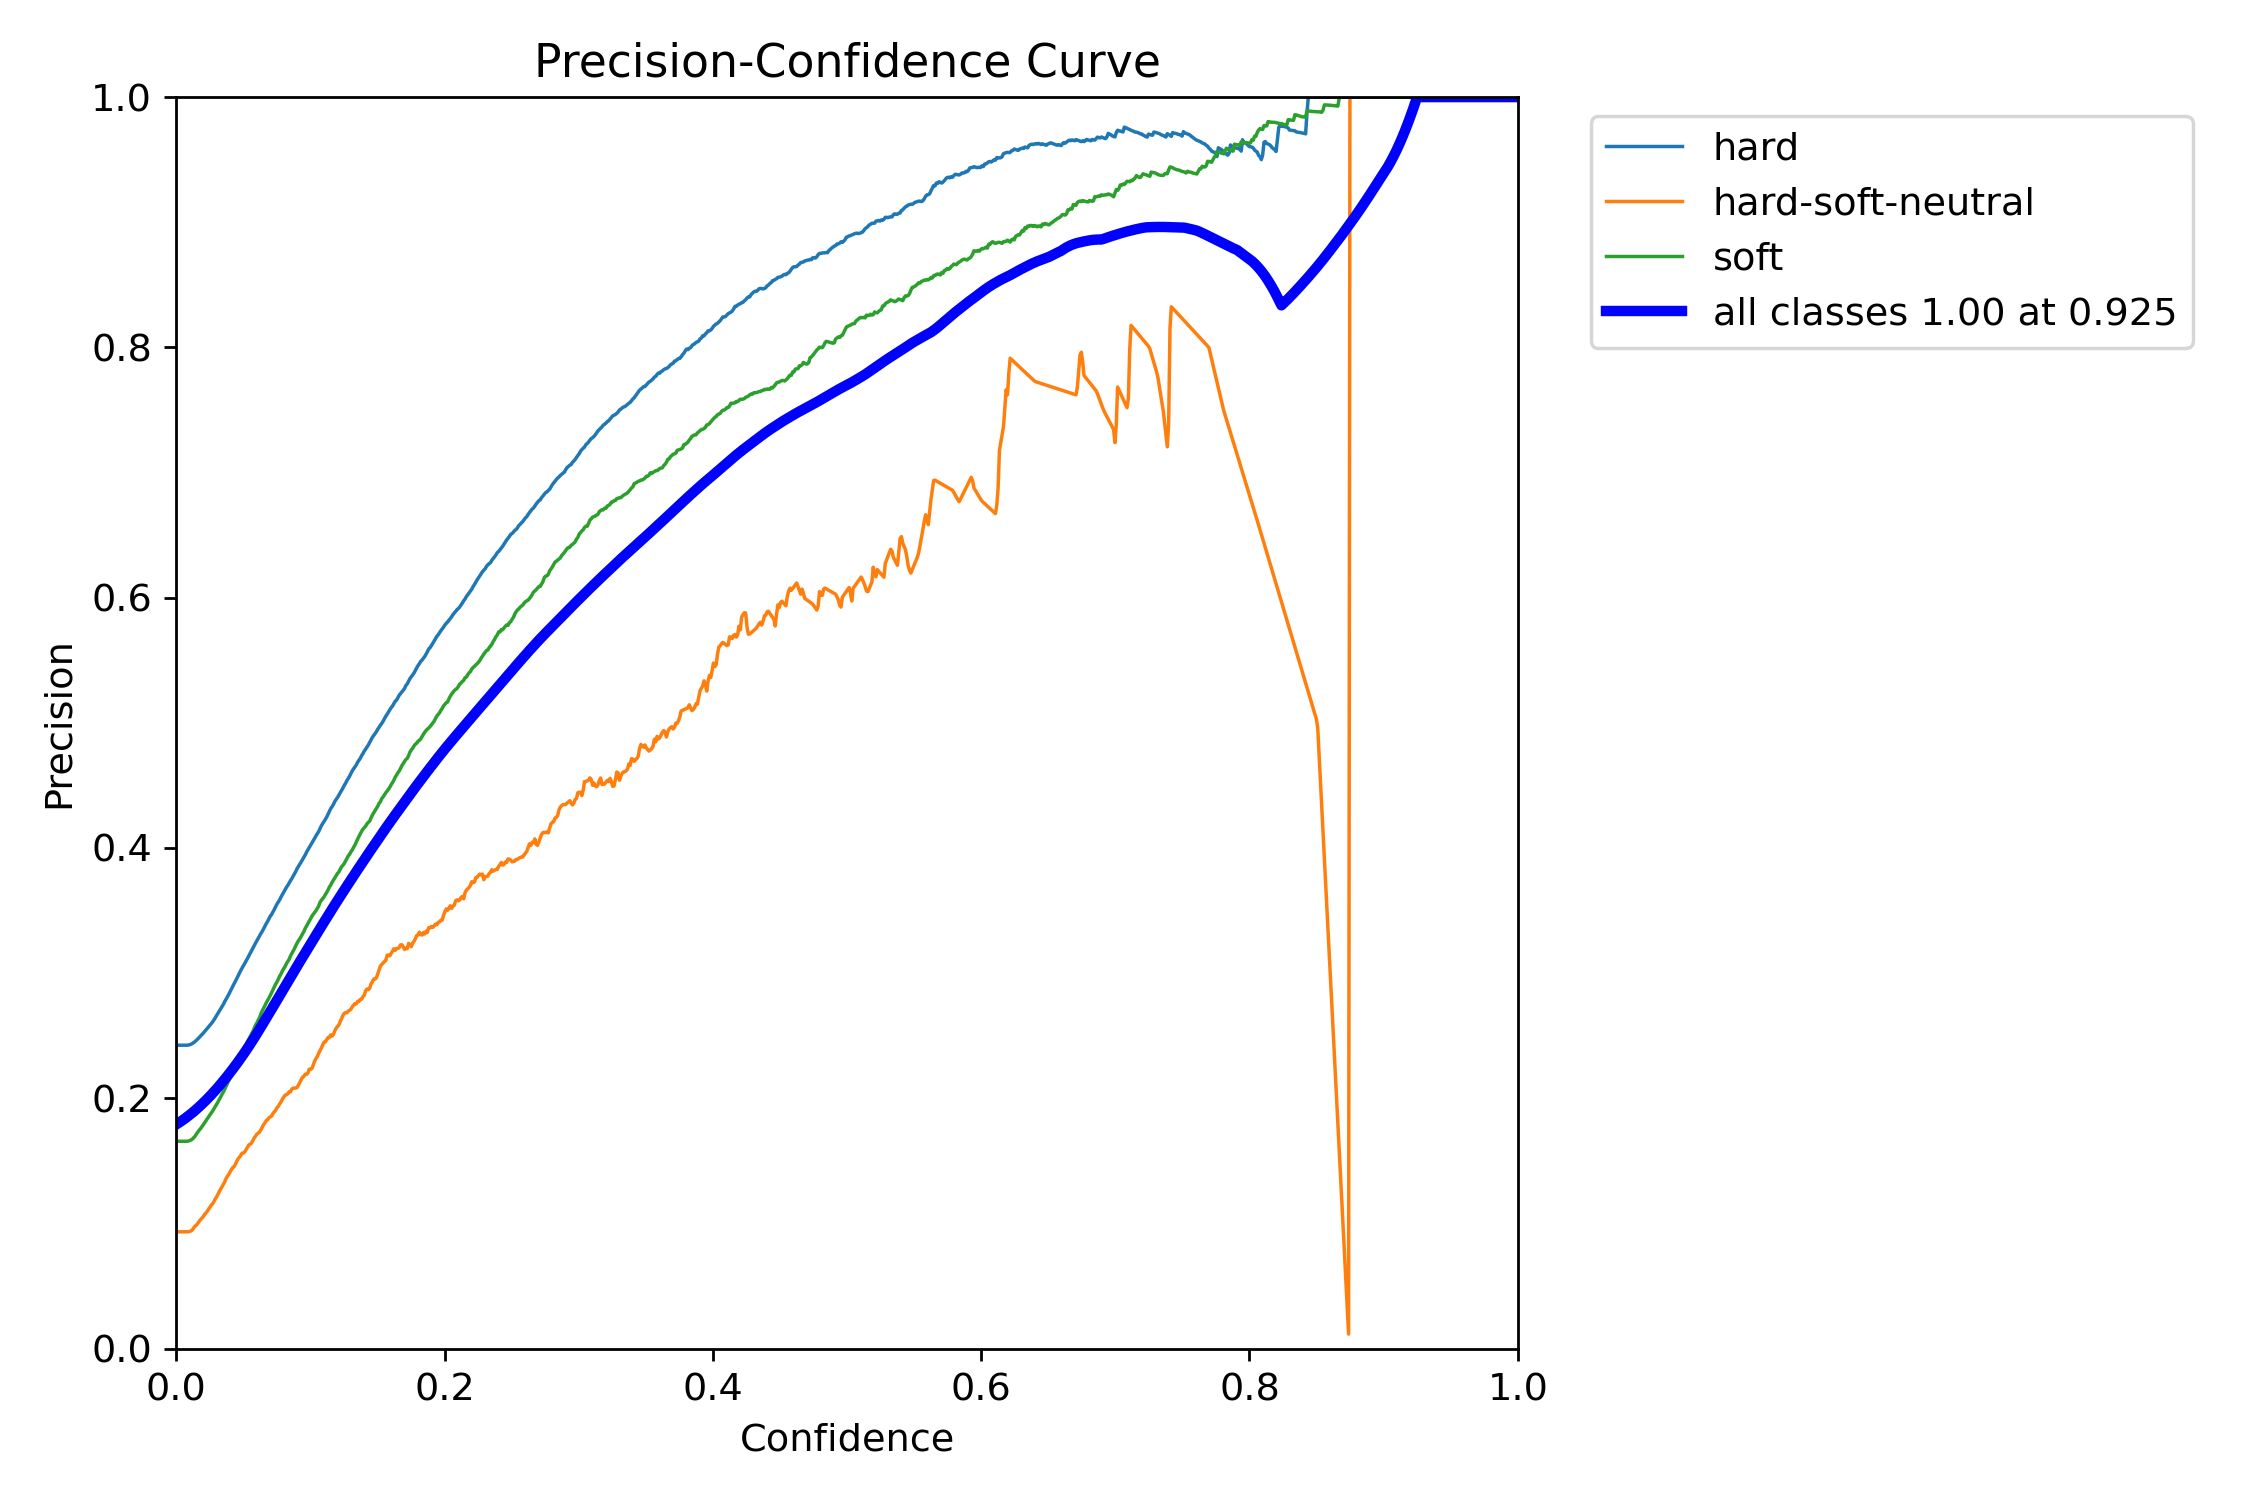 Precision-Confidence Curve
1.0
0.8
0.6
0.4
0.2
0.0
Precision
0.0 0.2 0.4 0.6 0.8 1.0
Confidence
hard
hard-soft-neutral
soft
all classes 1.00 at 0.925